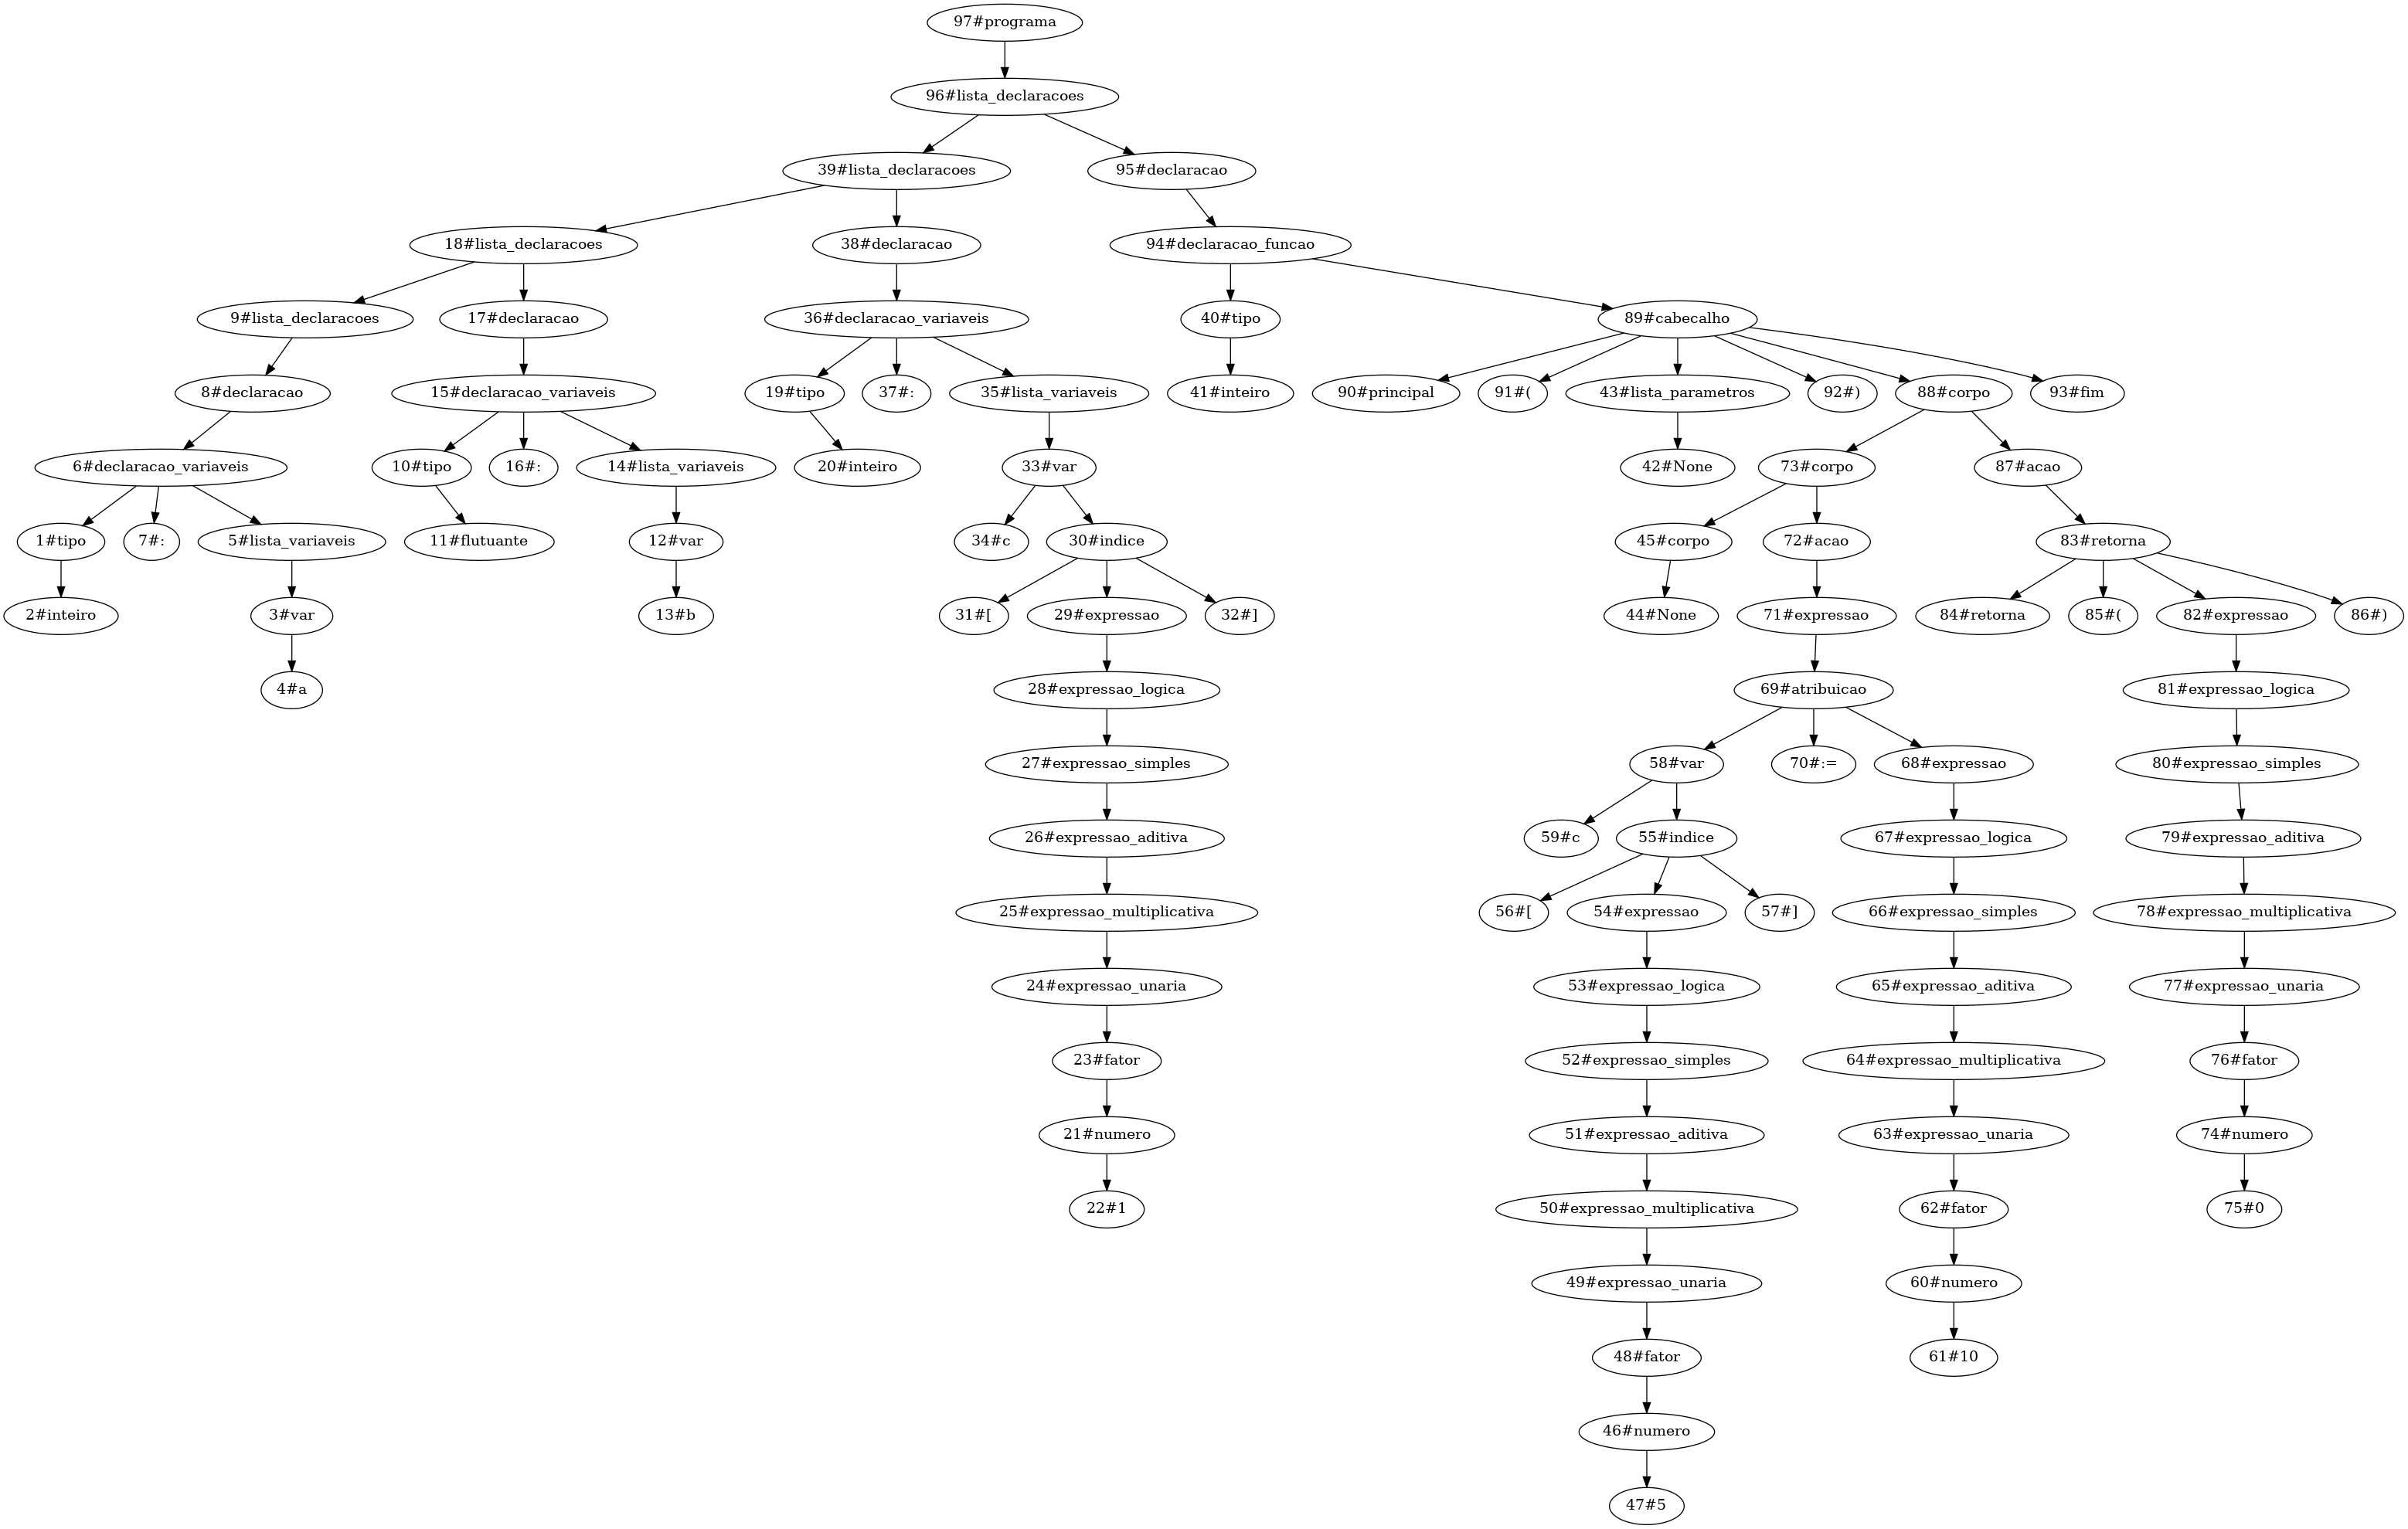 97#programa
96#lista_declaracoes
39#lista_declaracoes 95#declaracao
18#lista_declaracoes 38#declaracao 94#declaracao_funcao
9#lista_declaracoes 17#declaracao 36#declaracao_variaveis 40#tipo 89#cabecalho
8#declaracao 15#declaracao_variaveis 19#tipo 37#: 35#lista_variaveis 41#inteiro 90#principal 91#( 43#lista_parametros 92#) 88#corpo 93#fim
6#declaracao_variaveis 10#tipo 16#: 14#lista_variaveis 20#inteiro 33#var 42#None 73#corpo 87#acao
1#tipo 7#: 5#lista_variaveis 11#flutuante 12#var 34#c 30#indice 45#corpo 72#acao 83#retorna
2#inteiro 3#var 13#b 31#[ 29#expressao 32#] 44#None 71#expressao 84#retorna 85#( 82#expressao 86#)
4#a 28#expressao_logica 69#atribuicao 81#expressao_logica
27#expressao_simples 58#var 70#:= 68#expressao 80#expressao_simples
26#expressao_aditiva 59#c 55#indice 67#expressao_logica 79#expressao_aditiva
25#expressao_multiplicativa 56#[ 54#expressao 57#] 66#expressao_simples 78#expressao_multiplicativa
24#expressao_unaria 53#expressao_logica 65#expressao_aditiva 77#expressao_unaria
23#fator 52#expressao_simples 64#expressao_multiplicativa 76#fator
21#numero 51#expressao_aditiva 63#expressao_unaria 74#numero
22#1 50#expressao_multiplicativa 62#fator 75#0
49#expressao_unaria 60#numero
48#fator 61#10
46#numero
47#5